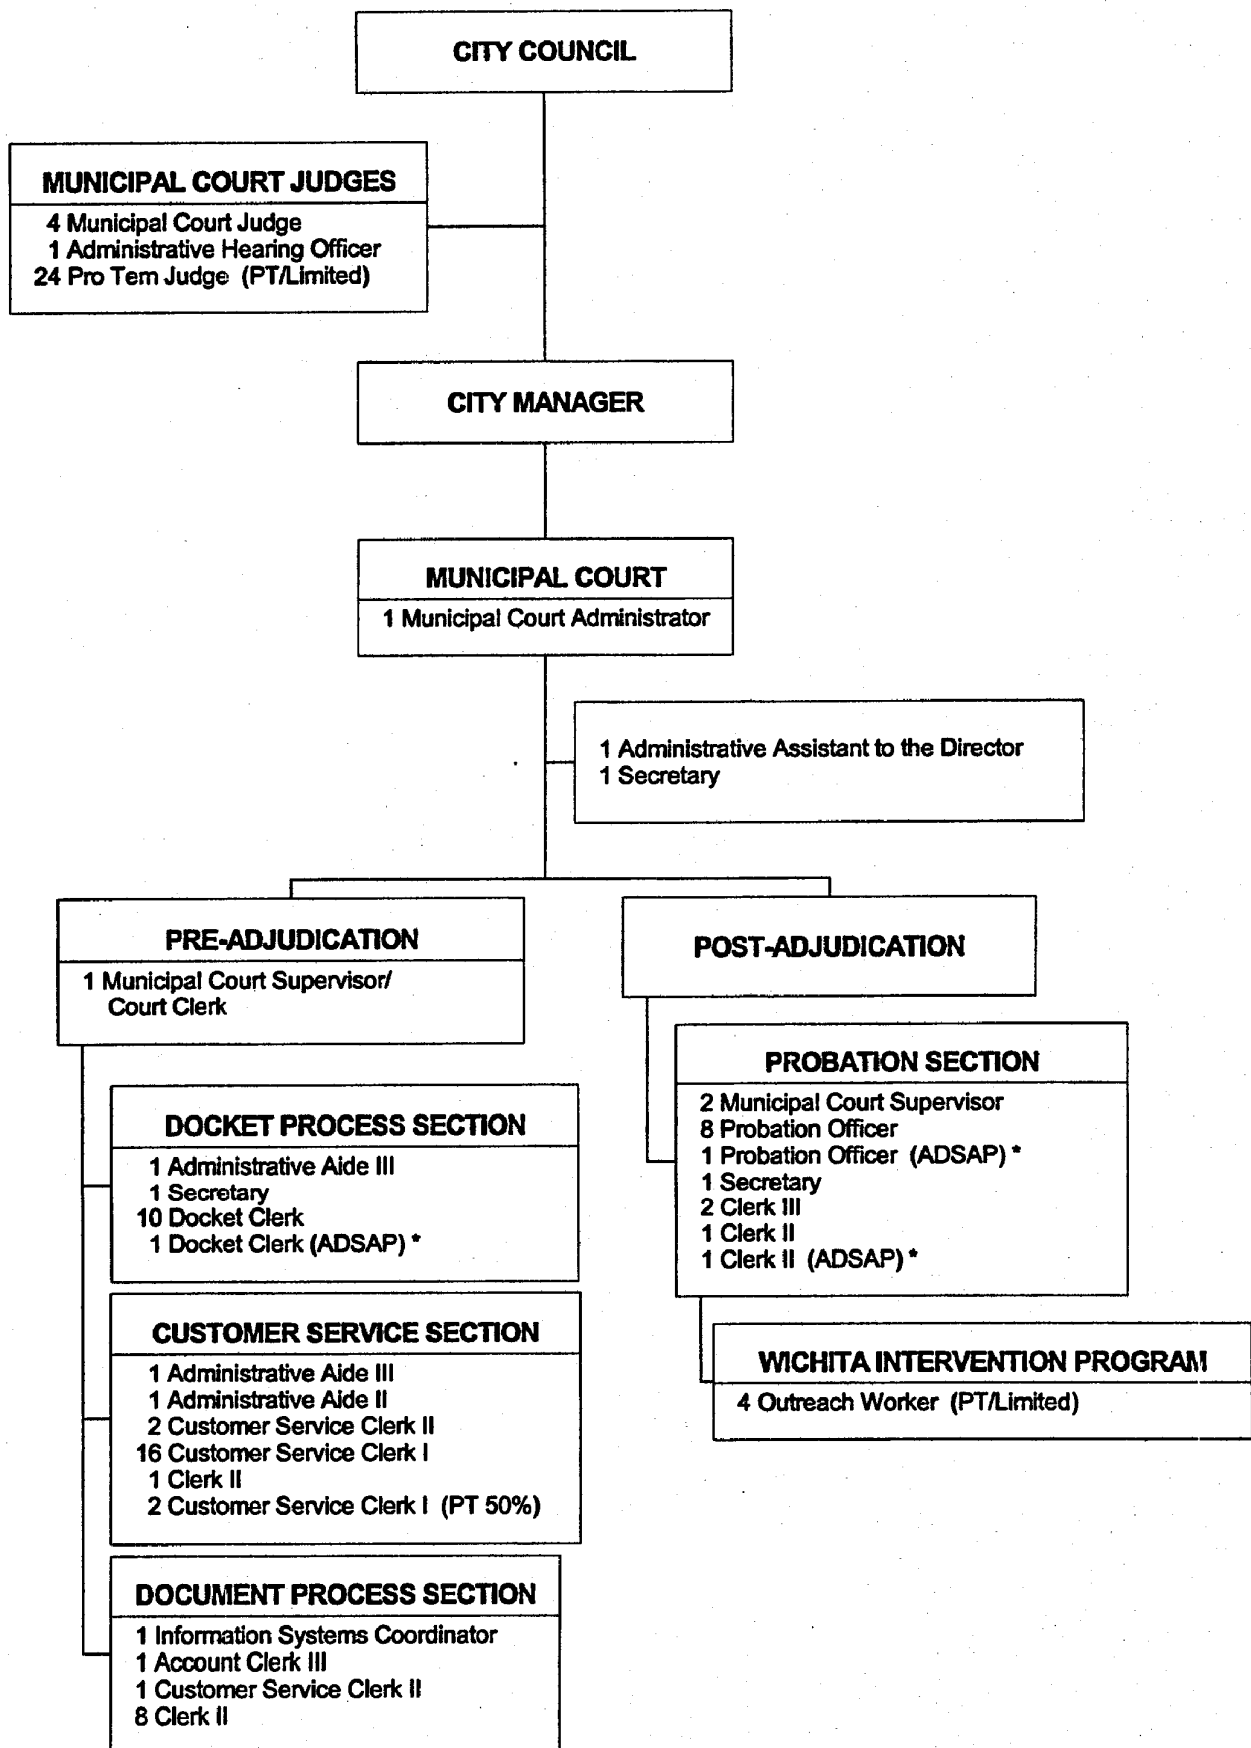 CITY COUNCIL
MUNICIPAL COURT JUDGES
4 Municipal Court Judge
1 Administrative Hearing Officer
24 Pro Tem Judge (PT/Limited)
CITY MANAGER
MUNICIPAL COURT
1 Municipal Court Administrator
1 Administrative Assistant to the Director
1 Secretary
PRE-ADJUDICATION
1 Municipal Court Supervisor/
Court Clerk
DOCKET PROCESS SECTION
1 Administrative Aide III
1 Secretary
10 Docket Clerk
1 Docket Clerk (ADSAP) *
CUSTOMER SERVICE SECTION
1 Administrative Aide III
1 Administrative Aide II
2 Customer Service Clerk II
16 Customer Service Clerk I
1 Clerk II
2 Customer Service Clerk I (PT 50%)
DOCUMENT PROCESS SECTION
1 Information Systems Coordinator
1 Account Clerk III
1 Customer Service Clerk II
8 Clerk II
POST-ADJUDICATION
PROBATION SECTION
2 Municipal Court Supervisor
8 Probation Officer
1 Probation Officer (ADSAP) *
1 Secretary
2 Clerk III
1 Clerk II
1 Clerk II (ADSAP) *
WICHITA INTERVENTION PROGRAM
4 Outreach Worker (PT/Limited)